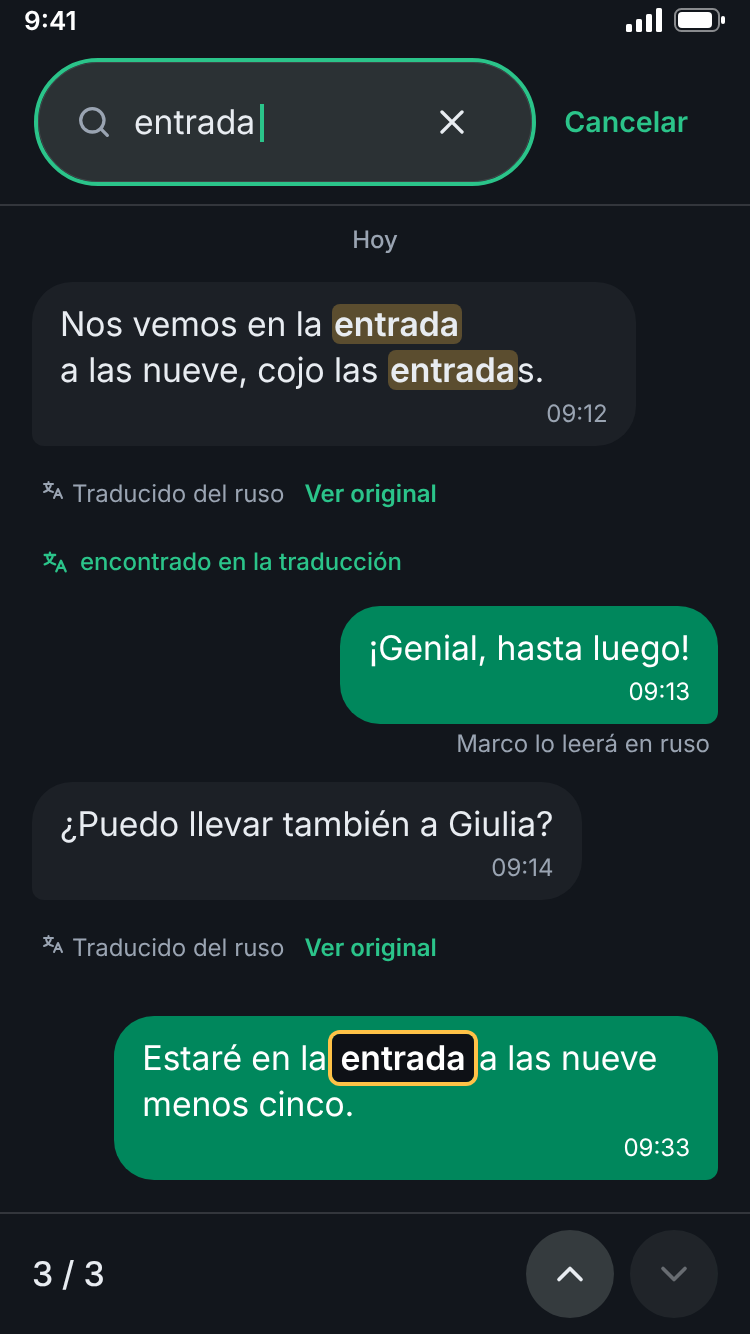 9:41
entrada
Cancelar
Hoy
Nos vemos en la entrada
a las nueve, cojo las entradas.
09:12
Traducido del ruso Ver original
encontrado en la traducción
¡Genial, hasta luego!
09:13
Marco lo leerá en ruso
¿Puedo llevar también a Giulia?
09:14
Traducido del ruso Ver original
Estaré en la entrada a las nueve
menos cinco.
09:33
3 / 3